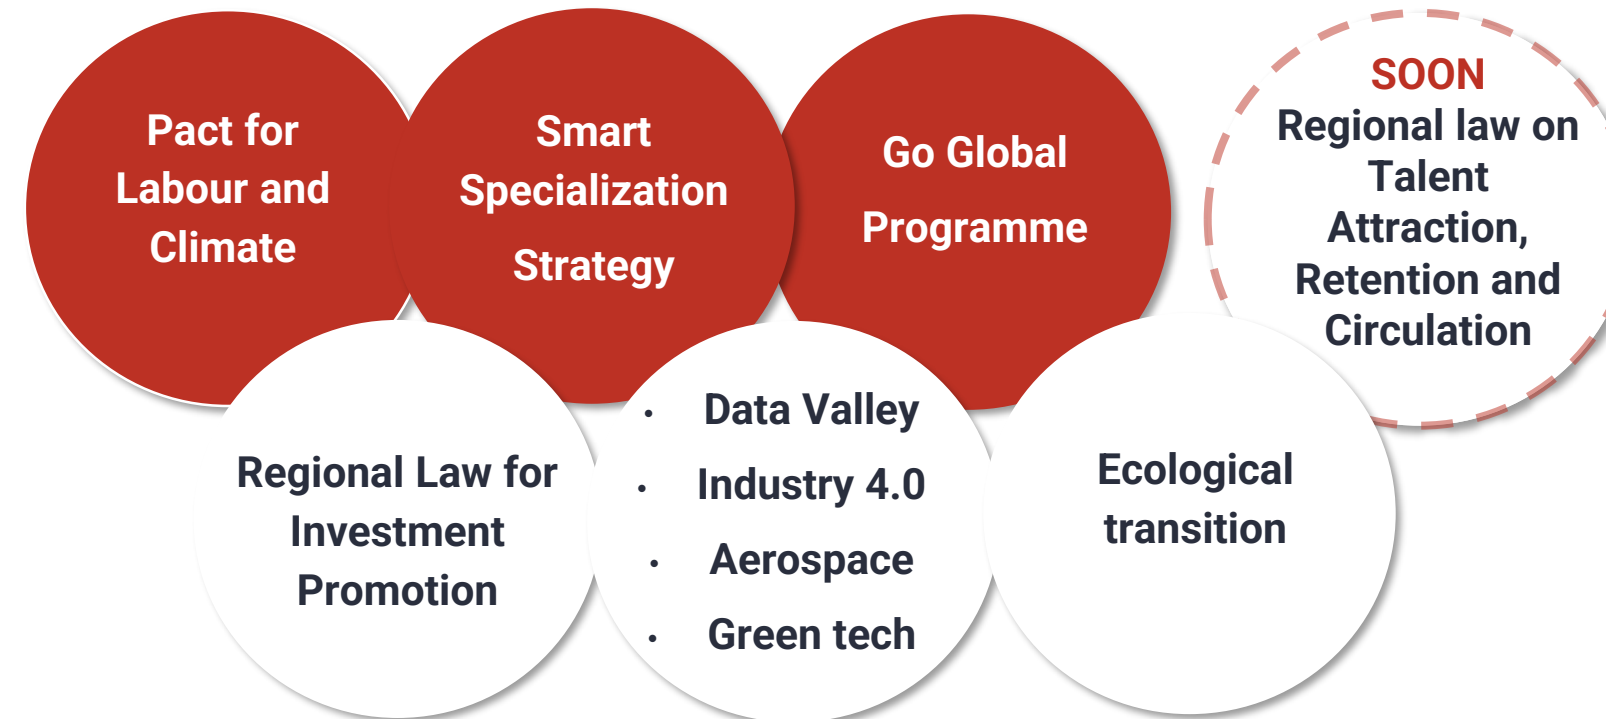 Pact for
Labour and
Climate
Smart
Specialization
Strategy
Go Global
Programme
SOON
Regional law on
Talent
Attraction,
Retention and
Circulation
Regional Law for
Investment
Promotion
• Data Valley
• Industry 4.0
• Aerospace
• Green tech
Ecological
transition